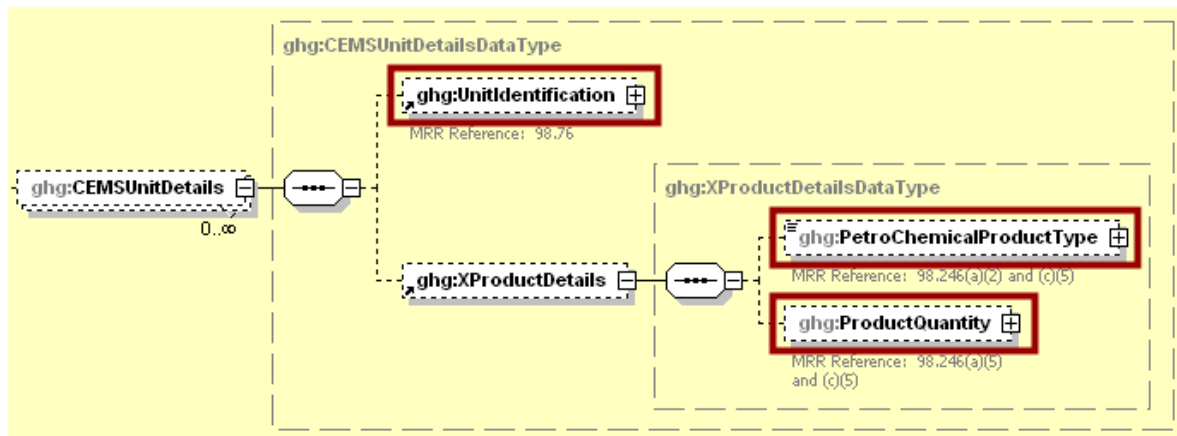 ghg:CEMSUnitDetailsDataType
ghg:UnitIdentification
MRR Reference: 98.76
ghg:CEMSUnitDetails
0..∞
ghg:XProductDetailsDataType
ghg:PetroChemicalProductType
MRR Reference: 98.246(a)(2) and (c)(5)
ghg:XProductDetails
ghg:ProductQuantity
MRR Reference: 98.246(a)(5)
and (c)(5)